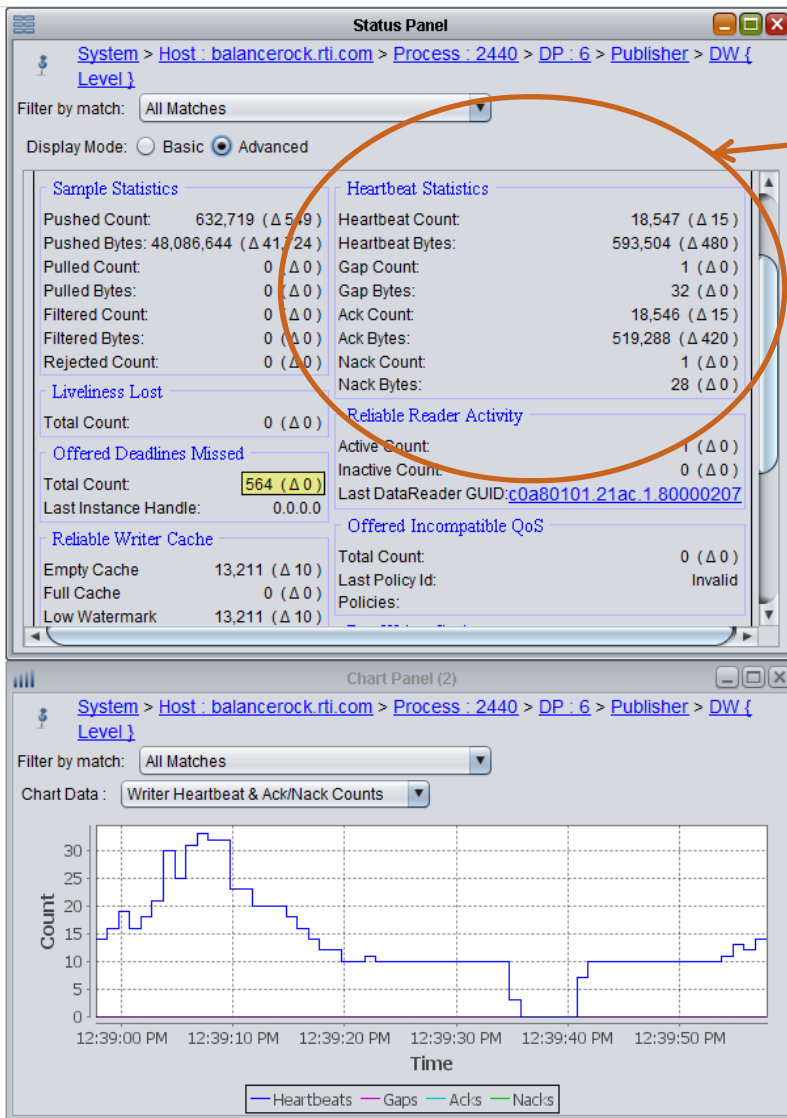 Status Panel
System > Host : balancerock.rti.com > Process : 2440 > DP : 6 > Publisher > DW {
Level }
Filter by match: All Matches
Display Mode: Basic Advanced
Sample Statistics
Pushed Count: 632,719 (Δ 549)
Pushed Bytes: 48,086,644 (Δ 41,724)
Pulled Count: 0 (Δ 0)
Pulled Bytes: 0 (Δ 0)
Filtered Count: 0 (Δ 0)
Filtered Bytes: 0 (Δ 0)
Rejected Count: 0 (Δ 0)
Liveliness Lost
Total Count: 0 (Δ 0)
Offered Deadlines Missed
Total Count: 564 (Δ 0)
Last Instance Handle: 0.0.0.0
Reliable Writer Cache
Empty Cache 13,211 (Δ 10)
Full Cache 0 (Δ 0)
Low Watermark 13,211 (Δ 10)
Heartbeat Statistics
Heartbeat Count: 18,547 (Δ 15)
Heartbeat Bytes: 593,504 (Δ 480)
Gap Count: 1 (Δ 0)
Gap Bytes: 32 (Δ 0)
Ack Count: 18,546 (Δ 15)
Ack Bytes: 519,288 (Δ 420)
Nack Count: 1 (Δ 0)
Nack Bytes: 28 (Δ 0)
Reliable Reader Activity
Active Count: 1 (Δ 0)
Inactive Count: 0 (Δ 0)
Last DataReader GUID: c0a80101.21ac.1.80000207
Offered Incompatible QoS
Total Count: 0 (Δ 0)
Last Policy Id: Invalid
Policies:
Chart Panel (2)
System > Host : balancerock.rti.com > Process : 2440 > DP : 6 > Publisher > DW {
Level }
Filter by match: All Matches
Chart Data : Writer Heartbeat & Ack/Nack Counts
Count
30
25
20
15
10
5
0
12:39:00 PM 12:39:10 PM 12:39:20 PM 12:39:30 PM 12:39:40 PM 12:39:50 PM
Time
Heartbeats Gaps Acks Nacks